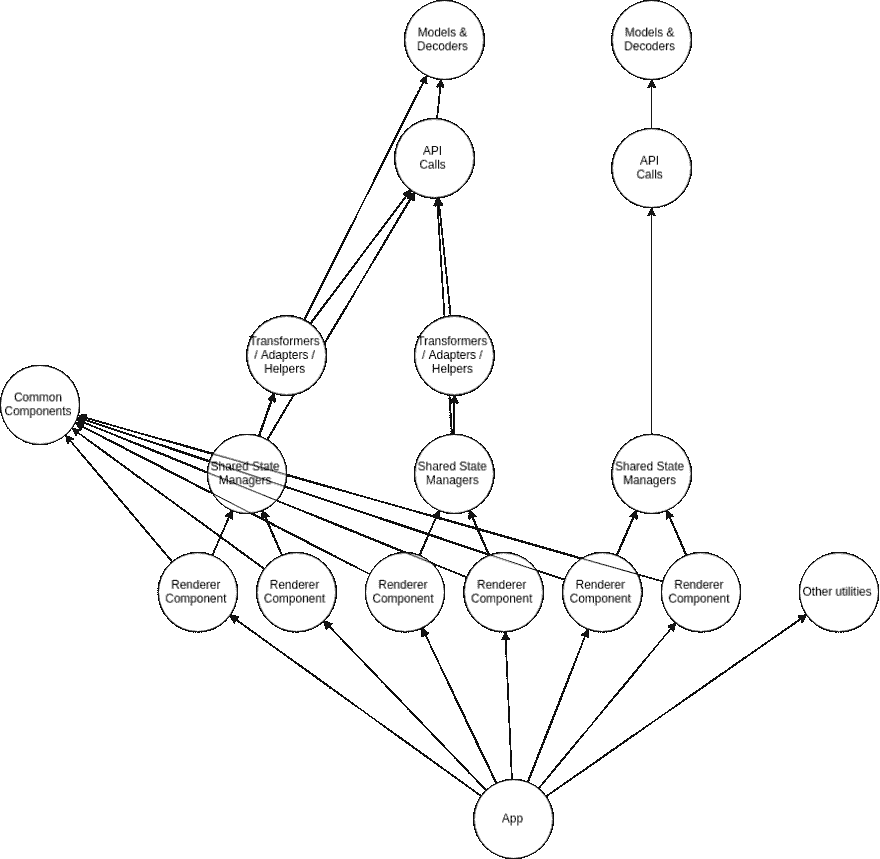 Models &
Decoders
Models &
Decoders
API
Calls
API
Calls
Transformers
/ Adapters /
Helpers
Transformers
/ Adapters /
Helpers
Common
Components
Shared State
Managers
Shared State
Managers
Shared State
Managers
Renderer
Component
Renderer
Component
Renderer
Component
Renderer
Component
Renderer
Component
Renderer
Component
Other utilities
App